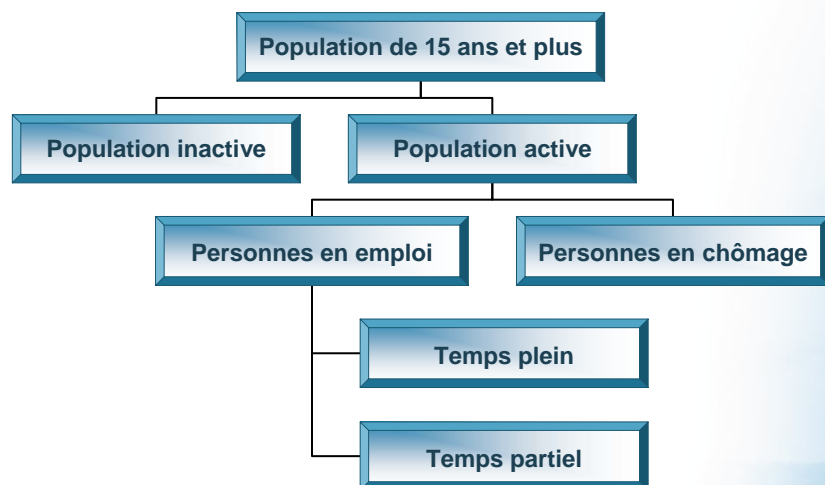 Population de 15 ans et plus
Population inactive
Population active
Personnes en emploi
Personnes en chômage
Temps plein
Temps partiel